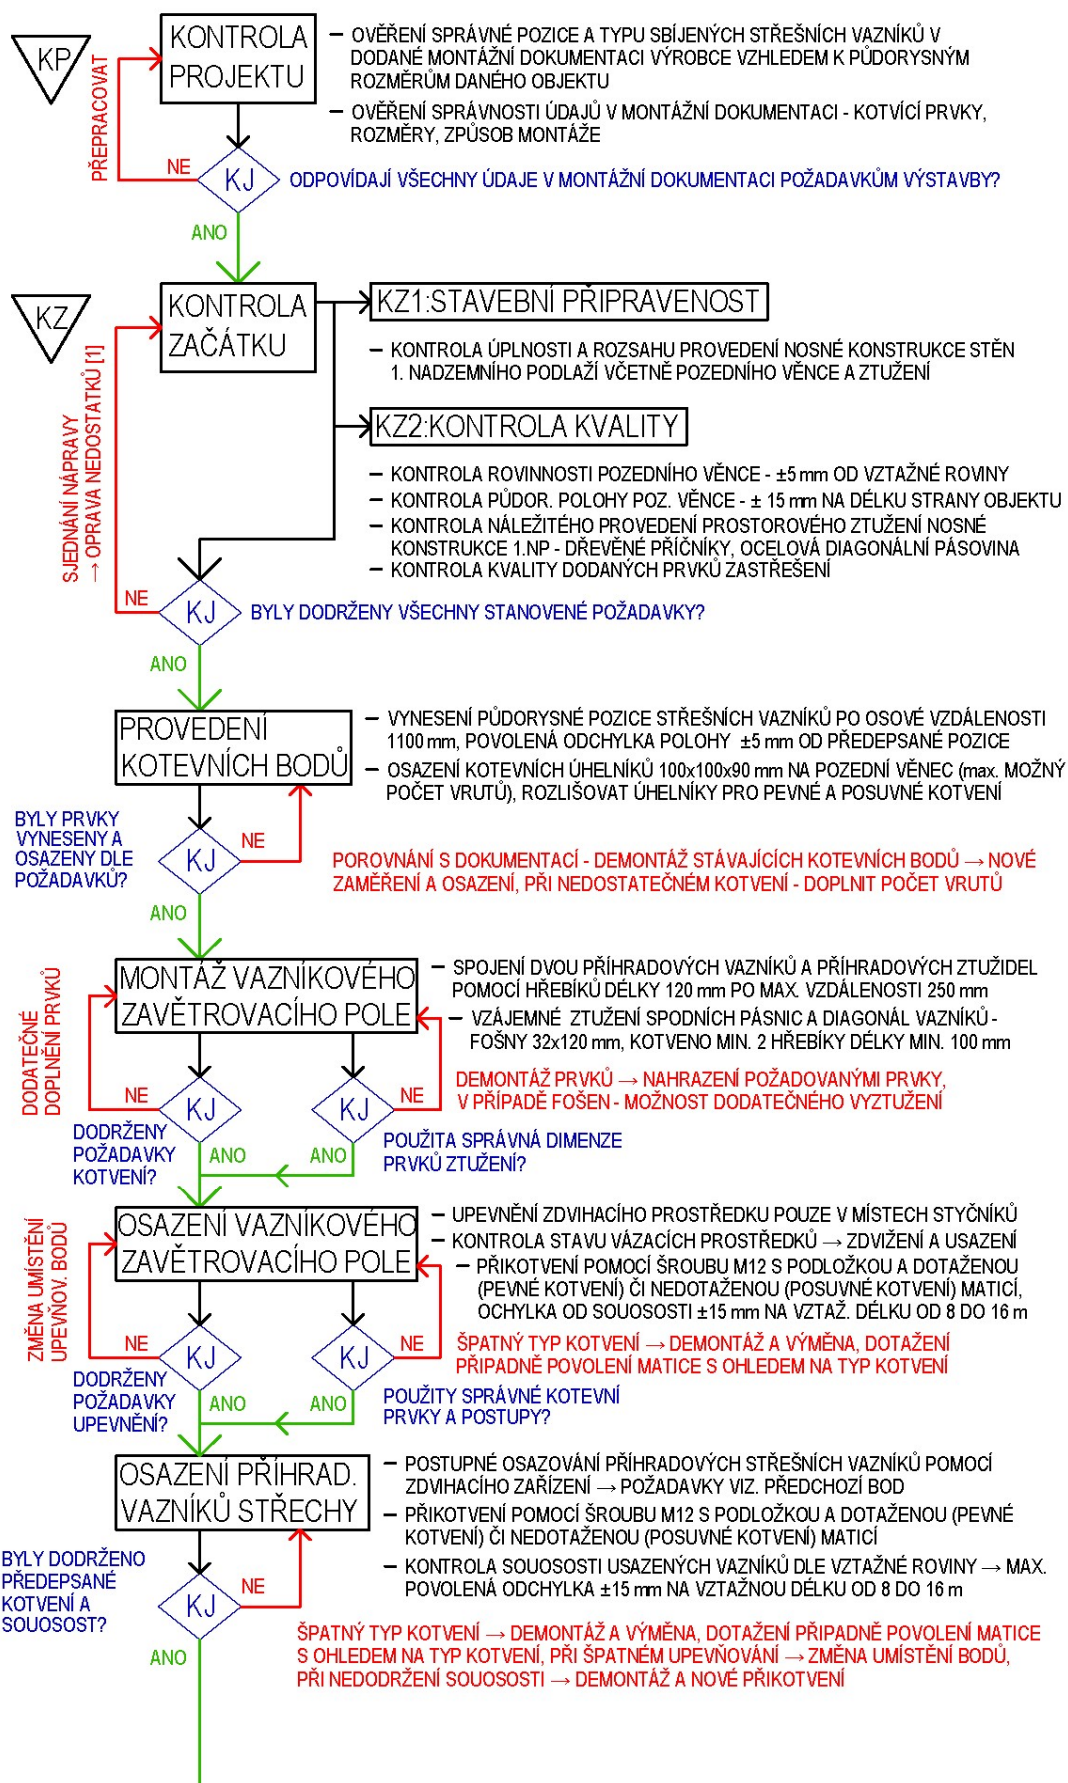 KP
PŘEPRACOVAT
KONTROLA
PROJEKTU
– OVĚŘENÍ SPRÁVNÉ POZICE A TYPU SBÍJENÝCH STŘEŠNÍCH VAZNÍKŮ V
DODANÉ MONTÁŽNÍ DOKUMENTACI VÝROBCE VZHLEDEM K PŮDORYSNÝM
ROZMĚRŮM DANÉHO OBJEKTU
– OVĚŘENÍ SPRÁVNOSTI ÚDAJŮ V MONTÁŽNÍ DOKUMENTACI - KOTVÍCÍ PRVKY,
ROZMĚRY, ZPŮSOB MONTÁŽE
NE
KJ
ODPOVÍDAJÍ VŠECHNY ÚDAJE V MONTÁŽNÍ DOKUMENTACI POŽADAVKŮM VÝSTAVBY?
ANO
KZ
SJEDNÁNÍ NÁPRAVY
→ OPRAVA NEDOSTATKŮ [1]
KONTROLA
ZAČÁTKU
KZ1:STAVEBNÍ PŘIPRAVENOST
– KONTROLA ÚPLNOSTI A ROZSAHU PROVEDENÍ NOSNÉ KONSTRUKCE STĚN
1. NADZEMNÍHO PODLAŽÍ VČETNĚ POZEDNÍHO VĚNCE A ZTUŽENÍ
KZ2:KONTROLA KVALITY
– KONTROLA ROVINNOSTI POZEDNÍHO VĚNCE - ±5 mm OD VZTAŽNÉ ROVINY
– KONTROLA PŮDOR. POLOHY POZ. VĚNCE - ± 15 mm NA DÉLKU STRANY OBJEKTU
– KONTROLA NÁLEŽITÉHO PROVEDENÍ PROSTOROVÉHO ZTUŽENÍ NOSNÉ
KONSTRUKCE 1.NP - DŘEVĚNÉ PŘÍČNÍKY, OCELOVÁ DIAGONÁLNÍ PÁSOVINA
– KONTROLA KVALITY DODANÝCH PRVKŮ ZASTŘEŠENÍ
NE
KJ
BYLY DODRŽENY VŠECHNY STANOVENÉ POŽADAVKY?
ANO
PROVEDENÍ
KOTEVNÍCH BODŮ
– VYNESENÍ PŮDORYSNÉ POZICE STŘEŠNÍCH VAZNÍKŮ PO OSOVÉ VZDÁLENOSTI
1100 mm, POVOLENÁ ODCHYLKA POLOHY ±5 mm OD PŘEDEPSANÉ POZICE
– OSAZENÍ KOTEVNÍCH ÚHELNÍKŮ 100x100x90 mm NA POZEDNÍ VĚNEC (max. MOŽNÝ
POČET VRUTŮ), ROZLIŠOVAT ÚHELNÍKY PRO PEVNÉ A POSUVNÉ KOTVENÍ
BYLY PRVKY
VYNESENY A
OSAZENY DLE
POŽADAVKŮ?
KJ
NE
POROVNÁNÍ S DOKUMENTACÍ - DEMONTÁŽ STÁVAJÍCÍCH KOTEVNÍCH BODŮ → NOVÉ
ZAMĚŘENÍ A OSAZENÍ, PŘI NEDOSTATEČNÉM KOTVENÍ - DOPLNIT POČET VRUTŮ
ANO
DODATEČNÉ
DOPLNĚNÍ PRVKŮ
MONTÁŽ VAZNÍKOVÉHO
ZAVĚTROVACÍHO POLE
– SPOJENÍ DVOU PŘÍHRADOVÝCH VAZNÍKŮ A PŘÍHRADOVÝCH ZTUŽIDEL
POMOCÍ HŘEBÍKŮ DÉLKY 120 mm PO MAX. VZDÁLENOSTI 250 mm
– VZÁJEMNÉ ZTUŽENÍ SPODNÍCH PÁSNIC A DIAGONÁL VAZNÍKŮ -
FOŠNY 32x120 mm, KOTVENO MIN. 2 HŘEBÍKY DÉLKY MIN. 100 mm
NE
KJ
KJ
NE
DEMONTÁŽ PRVKŮ → NAHRAZENÍ POŽADOVANÝMI PRVKY,
V PŘÍPADĚ FOŠEN - MOŽNOST DODATEČNÉHO VYZTUŽENÍ
DODRŽENY
POŽADAVKY
KOTVENÍ?
ANO
ANO
POUŽITA SPRÁVNÁ DIMENZE
PRVKŮ ZTUŽENÍ?
ZMĚNA UMÍSTĚNÍ
UPEVŇOV. BODŮ
OSAZENÍ VAZNÍKOVÉHO
ZAVĚTROVACÍHO POLE
– UPEVNĚNÍ ZDVIHACÍHO PROSTŘEDKU POUZE V MÍSTECH STYČNÍKŮ
– KONTROLA STAVU VÁZACÍCH PROSTŘEDKŮ → ZDVIŽENÍ A USAZENÍ
– PŘIKOTVENÍ POMOCÍ ŠROUBU M12 S PODLOŽKOU A DOTAŽENOU
(PEVNÉ KOTVENÍ) ČI NEDOTAŽENOU (POSUVNÉ KOTVENÍ) MATICÍ,
OCHYLKA OD SOUOSOSTI ±15 mm NA VZTAŽ. DÉLKU OD 8 DO 16 m
NE
KJ
KJ
NE
ŠPATNÝ TYP KOTVENÍ → DEMONTÁŽ A VÝMĚNA, DOTAŽENÍ
PŘIPADNĚ POVOLENÍ MATICE S OHLEDEM NA TYP KOTVENÍ
DODRŽENY
POŽADAVKY
UPEVNĚNÍ?
ANO
ANO
POUŽITY SPRÁVNÉ KOTEVNÍ
PRVKY A POSTUPY?
OSAZENÍ PŘÍHRAD.
VAZNÍKŮ STŘECHY
– POSTUPNÉ OSAZOVÁNÍ PŘÍHRADOVÝCH STŘEŠNÍCH VAZNÍKŮ POMOCÍ
ZDVIHACÍHO ZAŘÍZENÍ → POŽADAVKY VIZ. PŘEDCHOZÍ BOD
– PŘIKOTVENÍ POMOCÍ ŠROUBU M12 S PODLOŽKOU A DOTAŽENOU (PEVNÉ
KOTVENÍ) ČI NEDOTAŽENOU (POSUVNÉ KOTVENÍ) MATICÍ
– KONTROLA SOUOSOSTI USAZENÝCH VAZNÍKŮ DLE VZTAŽNÉ ROVINY → MAX.
POVOLENÁ ODCHYLKA ±15 mm NA VZTAŽNOU DÉLKU OD 8 DO 16 m
BYLY DODRŽENO
PŘEDEPSANÉ
KOTVENÍ A
SOUOSOST?
KJ
NE
ŠPATNÝ TYP KOTVENÍ → DEMONTÁŽ A VÝMĚNA, DOTAŽENÍ PŘIPADNĚ POVOLENÍ MATICE
S OHLEDEM NA TYP KOTVENÍ, PŘI ŠPATNÉM UPEVŇOVÁNÍ → ZMĚNA UMÍSTĚNÍ BODŮ,
PŘI NEDODRŽENÍ SOUOSOSTI → DEMONTÁŽ A NOVÉ PŘIKOTVENÍ
ANO